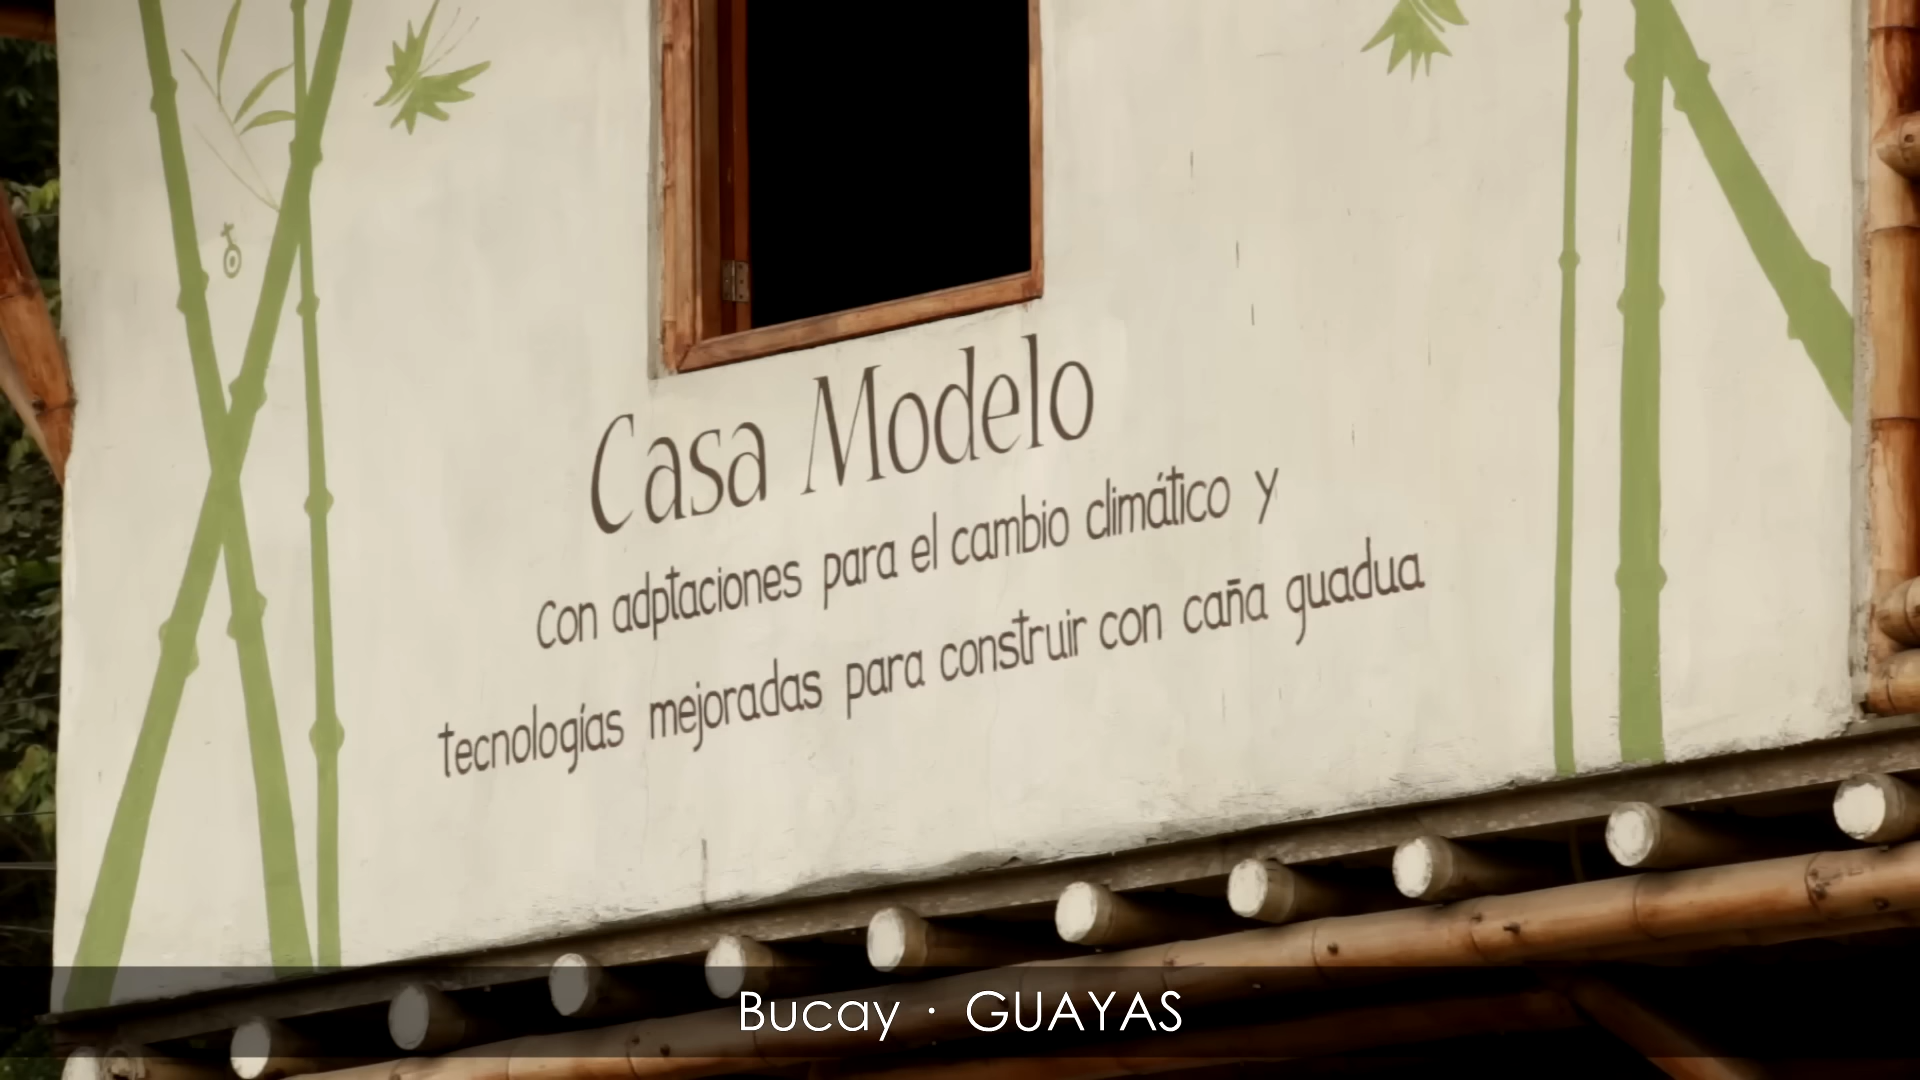 Casa Modelo
Con adptaciones para el cambio climático y
tecnologías mejoradas para construir con caña guadua
Bucay · GUAYAS